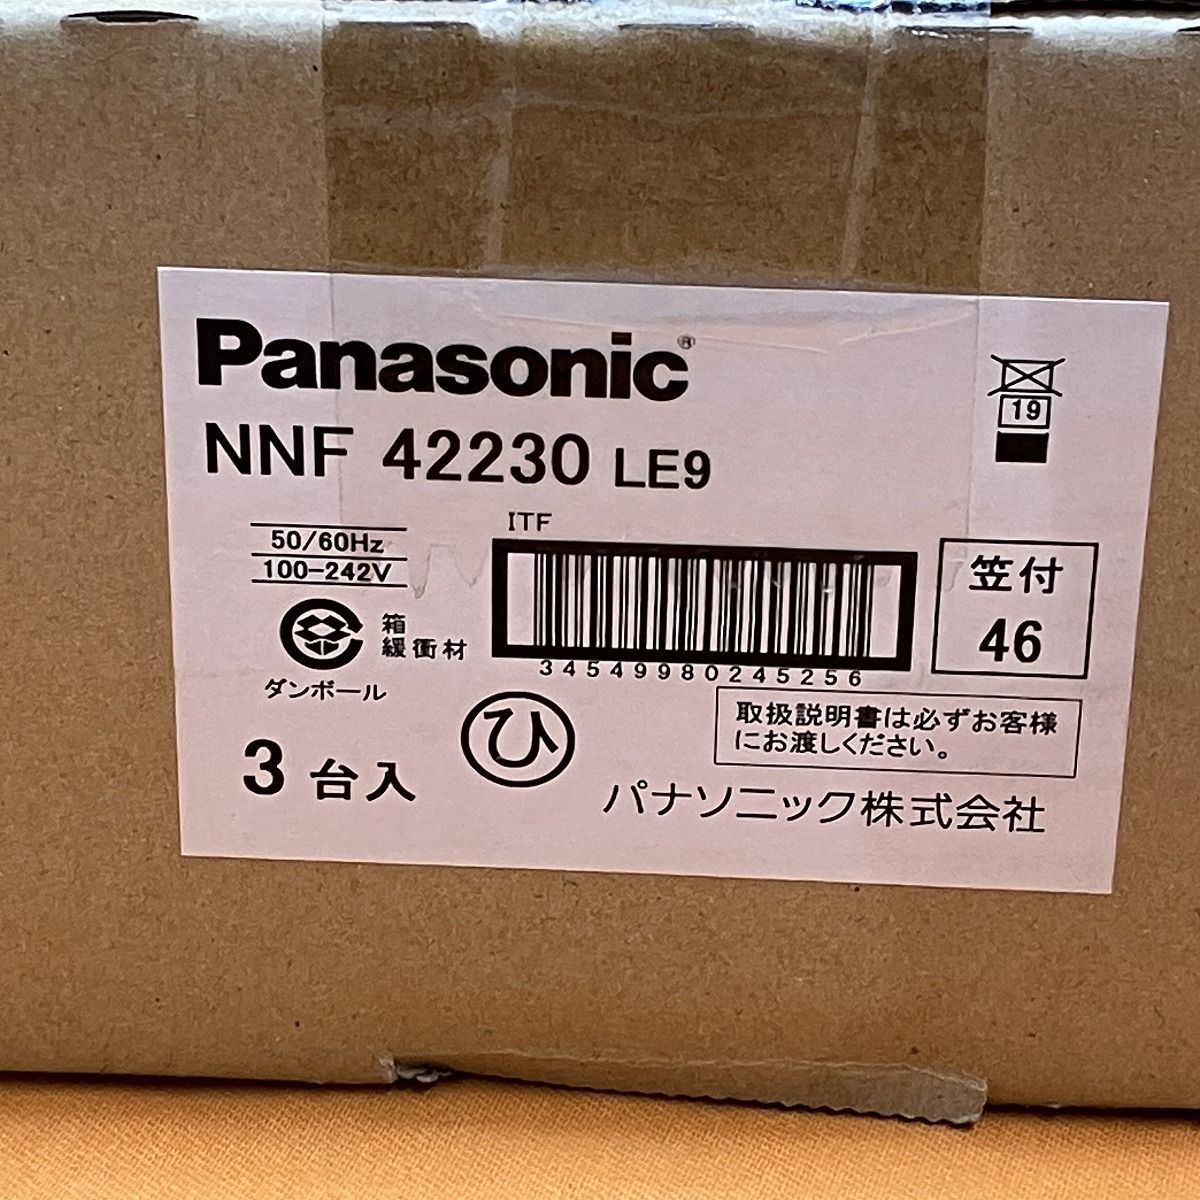 Panasonic®
NNF 42230 LE9
19
50/60Hz
100-242V
ITF
34549980245256
笠付
46
箱
緩衝材
ダンボール
取扱説明書は必ずお客様
にお渡しください。
3 台入
ひ
パナソニック株式会社